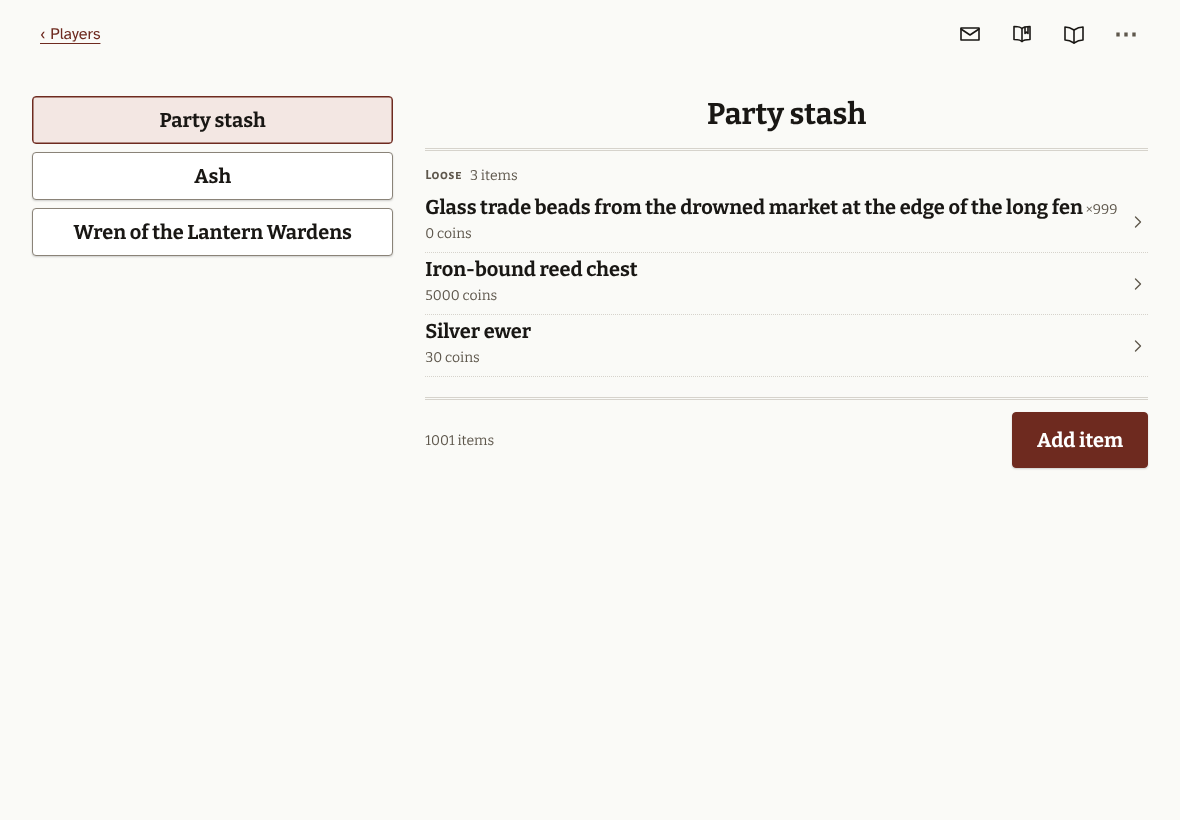 ‹ Players
Party stash
Ash
Wren of the Lantern Wardens
Party stash
Loose 3 items
Glass trade beads from the drowned market at the edge of the long fen ×999
0 coins
Iron-bound reed chest
5000 coins
Silver ewer
30 coins
1001 items
Add item